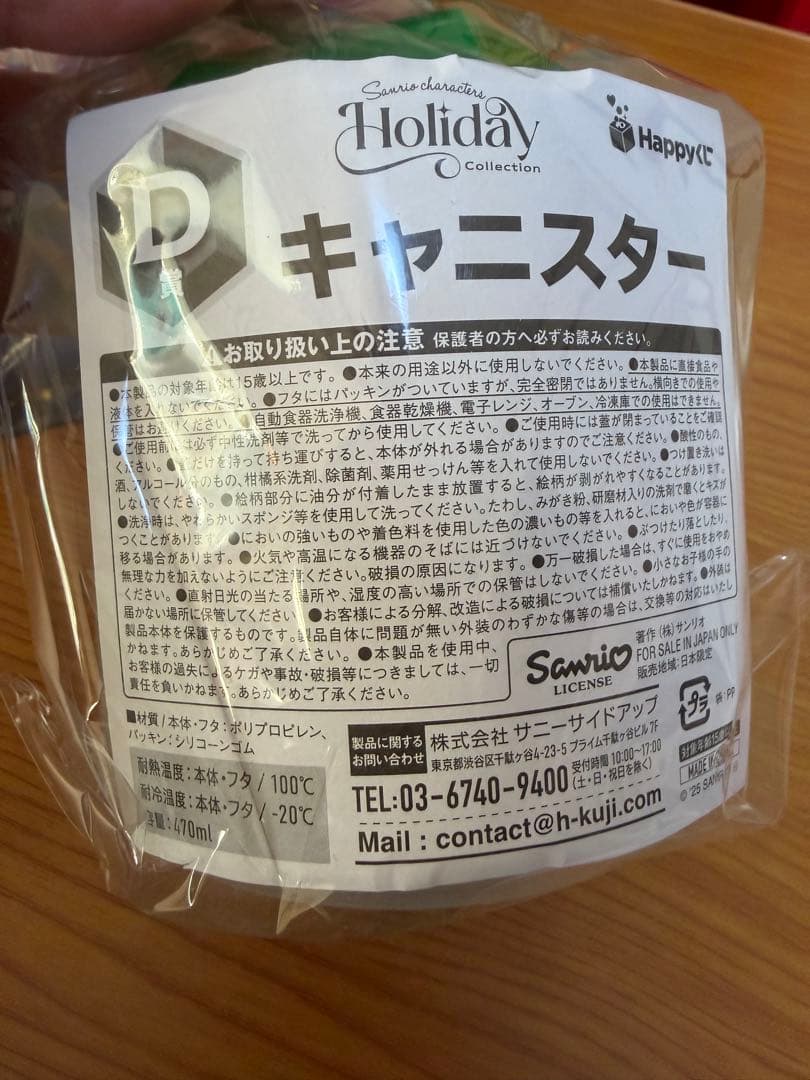 Sanrio characters
Holiday
Collection
Happyくじ
D
賞
キャニスター
お取り扱い上の注意 保護者の方へ必ずお読みください。
●本製品の対象年齢は15歳以上です。●本来の用途以外に使用しないでください。●本製品に直接食品や
液体を入れないでください。●フタにはパッキンがついていますが、完全密閉ではありません。横向きでの使用や
保管はお避けください。●自動食器洗浄機、食器乾燥機、電子レンジ、オーブン、冷凍庫での使用はできません。
●ご使用前には必ず中性洗剤等で洗ってから使用してください。●ご使用時には蓋が閉まっていることをご確認
ください。●蓋だけを持って持ち運びすると、本体が外れる場合がありますのでご注意ください。●酸性のもの、
酒、アルコール分のもの、柑橘系洗剤、除菌剤、薬用せっけん等を入れて使用しないでください。●つけ置き洗いは
しないでください。●絵柄部分に油分が付着したまま放置すると、絵柄が剥がれやすくなることがあります。
●洗浄時は、やわらかいスポンジ等を使用して洗ってください。たわし、みがき粉、研磨材入りの洗剤で磨くとキズが
つくことがあります。●においの強いものや着色料を使用した色の濃いもの等を入れると、においや色が容器に
移る場合があります。●火気や高温になる機器のそばには近づけないでください。●ぶつけたり落としたり、
無理な力を加えないようにご注意ください。破損の原因になります。●万一破損した場合は、すぐに使用をおやめ
ください。●直射日光の当たる場所や、湿度の高い場所での保管はしないでください。●小さなお子様の手の
届かない場所に保管してください。●お客様による分解、改造による破損については補償いたしかねます。●外装は
製品本体を保護するものです。製品自体に問題が無い外装のわずかな傷等の場合は、交換等の対応はいたし
かねます。あらかじめご了承ください。●本製品を使用中、
お客様の過失によるケガや事故・破損等につきましては、一切
責任を負いかねます。あらかじめご了承ください。
Sanrio
LICENSE
著作(株)サンリオ
FOR SALE IN JAPAN ONLY
販売地域:日本限定
■材質/本体・フタ:ポリプロピレン、
パッキン:シリコーンゴム
耐熱温度:本体・フタ/100℃
耐冷温度:本体・フタ/-20℃
容量:470ml
製品に関する
お問い合わせ
株式会社 サニーサイドアップ
東京都渋谷区千駄ヶ谷4-23-5 プライム千駄ヶ谷ビル7F
TEL:03-6740-9400
受付時間 10:00~17:00
(土・日・祝日を除く)
Mail : contact@h-kuji.com
プラ
袋:PP
対象年齢15歳以上
MADE IN
© '25 SANRIO